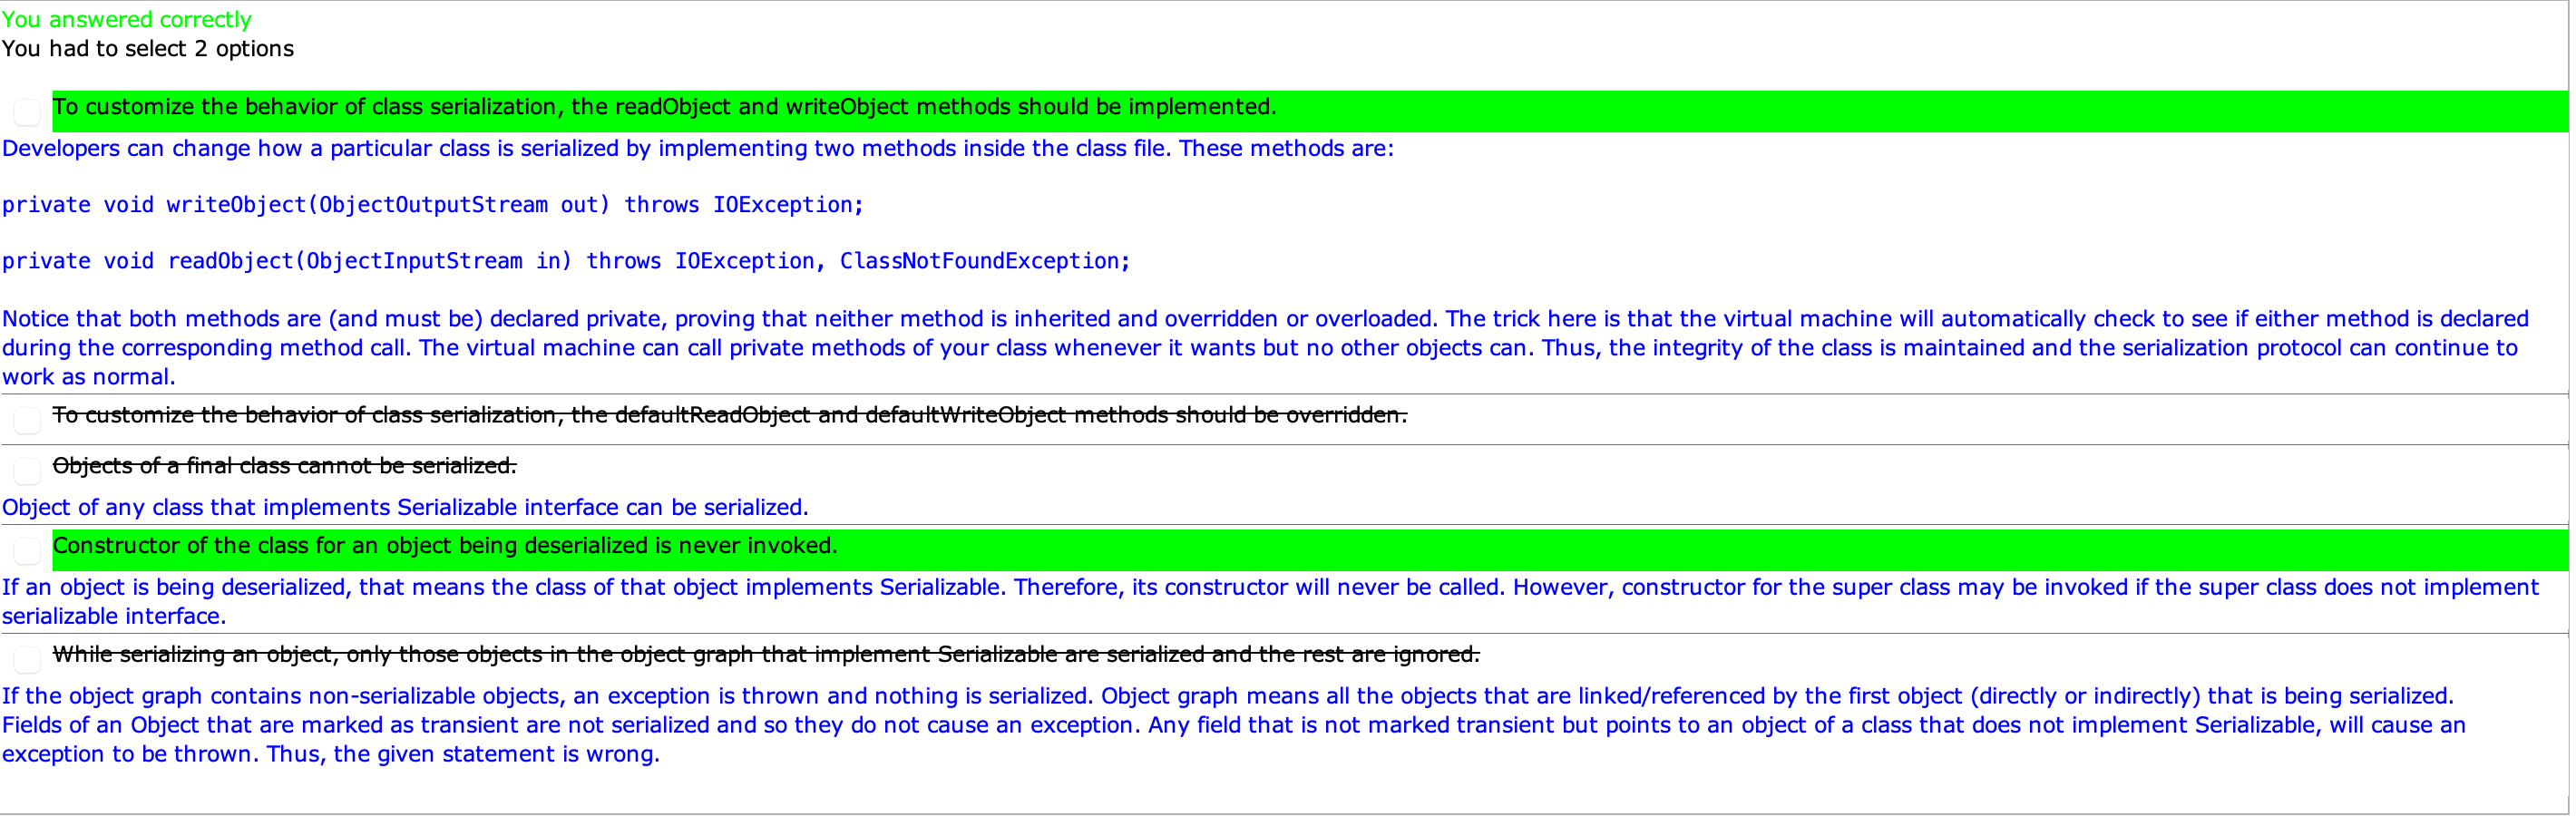 You answered correctly
You had to select 2 options
To customize the behavior of class serialization, the readObject and writeObject methods should be implemented.
Developers can change how a particular class is serialized by implementing two methods inside the class file. These methods are:
private void writeObject(ObjectOutputStream out) throws IOException;
private void readObject(ObjectInputStream in) throws IOException, ClassNotFoundException;
Notice that both methods are (and must be) declared private, proving that neither method is inherited and overridden or overloaded. The trick here is that the virtual machine will automatically check to see if either method is declared
during the corresponding method call. The virtual machine can call private methods of your class whenever it wants but no other objects can. Thus, the integrity of the class is maintained and the serialization protocol can continue to
work as normal.
To customize the behavior of class serialization, the defaultReadObject and defaultWriteObject methods should be overridden.
Objects of a final class cannot be serialized.
Object of any class that implements Serializable interface can be serialized.
Constructor of the class for an object being deserialized is never invoked.
If an object is being deserialized, that means the class of that object implements Serializable. Therefore, its constructor will never be called. However, constructor for the super class may be invoked if the super class does not implement
serializable interface.
While serializing an object, only those objects in the object graph that implement Serializable are serialized and the rest are ignored.
If the object graph contains non-serializable objects, an exception is thrown and nothing is serialized. Object graph means all the objects that are linked/referenced by the first object (directly or indirectly) that is being serialized.
Fields of an Object that are marked as transient are not serialized and so they do not cause an exception. Any field that is not marked transient but points to an object of a class that does not implement Serializable, will cause an
exception to be thrown. Thus, the given statement is wrong.